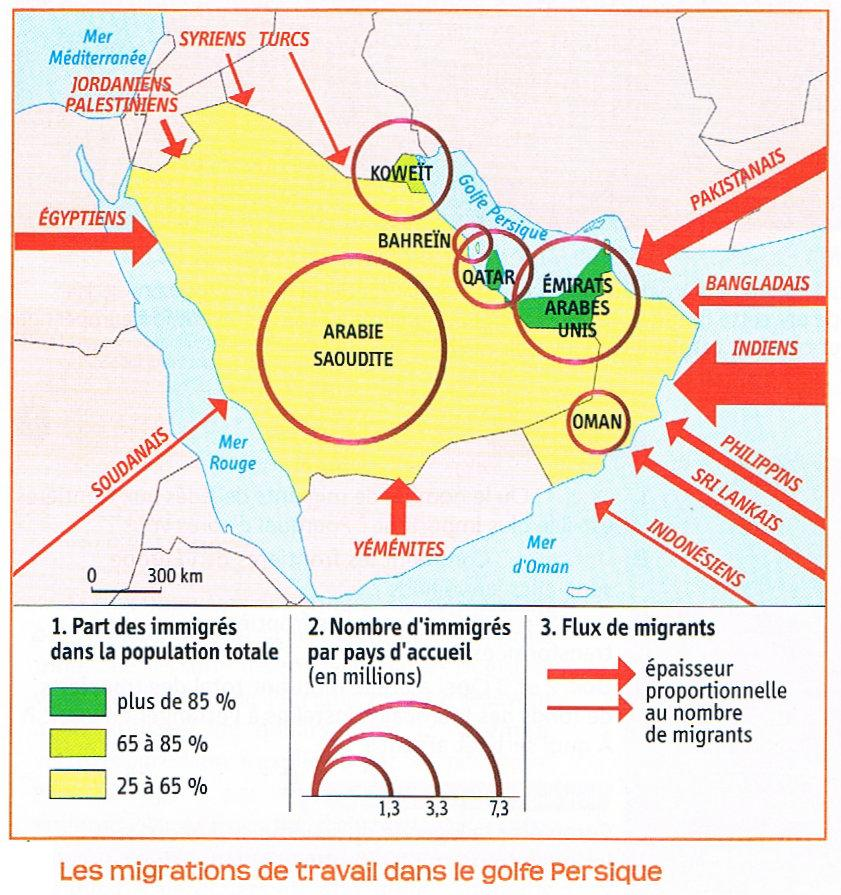 Mer
Méditerranée
SYRIENS
TURCS
JORDANIENS
PALESTINIENS
KOWEÏT
Golfe Persique
PAKISTANAIS
ÉGYPTIENS
BAHREÏN
QATAR
ÉMIRATS
ARABES
UNIS
BANGLADAIS
ARABIE
SAOUDITE
INDIENS
OMAN
SOUDANAIS
Mer
Rouge
PHILIPPINS
SRI LANKAIS
YÉMÉNITES
INDONÉSIENS
Mer
d'Oman
0 300 km
1. Part des immigrés
dans la population totale
plus de 85 %
65 à 85 %
25 à 65 %
2. Nombre d'immigrés
par pays d'accueil
(en millions)
1,3 3,3 7,3
3. Flux de migrants
épaisseur
proportionnelle
au nombre
de migrants
Les migrations de travail dans le golfe Persique